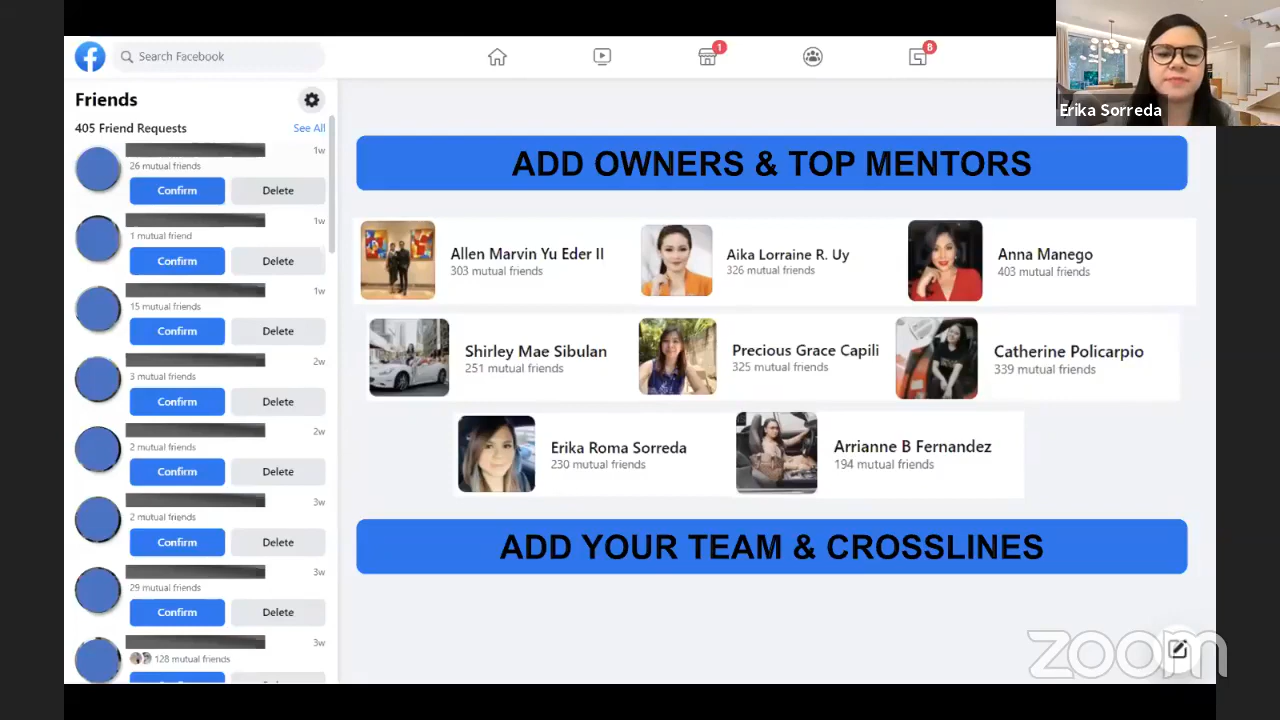 Search Facebook
1
8
Erika Sorreda
Friends
405 Friend Requests
See All
1w
26 mutual friends
Confirm
Delete
1w
1 mutual friend
Confirm
Delete
1w
15 mutual friends
Confirm
Delete
2w
3 mutual friends
Confirm
Delete
2w
2 mutual friends
Confirm
Delete
3w
2 mutual friends
Confirm
Delete
3w
29 mutual friends
Confirm
Delete
3w
128 mutual friends
ADD OWNERS & TOP MENTORS
Allen Marvin Yu Eder II
303 mutual friends
Aika Lorraine R. Uy
326 mutual friends
Anna Manego
403 mutual friends
Shirley Mae Sibulan
251 mutual friends
Precious Grace Capili
325 mutual friends
Catherine Policarpio
339 mutual friends
Erika Roma Sorreda
230 mutual friends
Arrianne B Fernandez
194 mutual friends
ADD YOUR TEAM & CROSSLINES
zoom